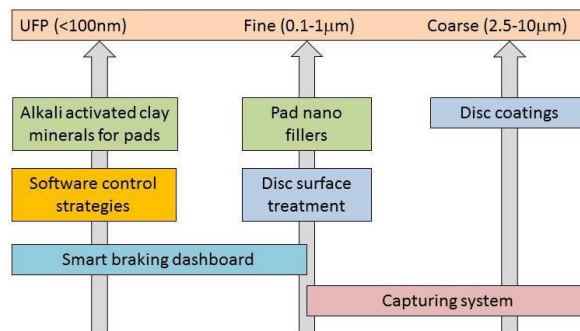 UFP (<100nm)
Fine (0.1-1μm)
Coarse (2.5-10μm)
Alkali activated clay
minerals for pads
Pad nano
fillers
Disc coatings
Software control
strategies
Disc surface
treatment
Smart braking dashboard
Capturing system